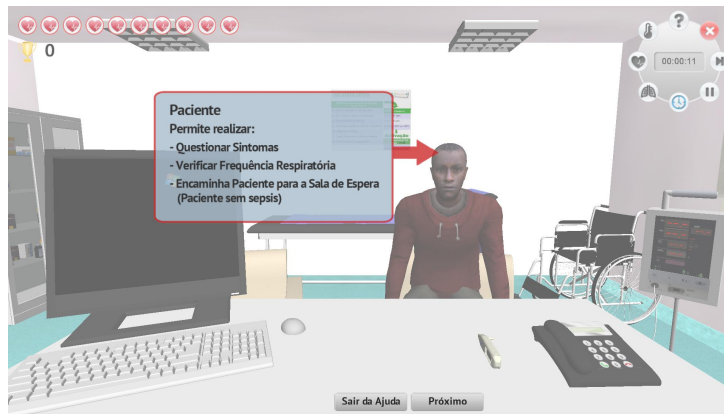 0
?
00:00:11
Paciente
Permite realizar:
- Questionar Sintomas
- Verificar Frequência Respiratória
- Encaminha Paciente para a Sala de Espera
(Paciente sem sepsis)
Sair da Ajuda
Próximo